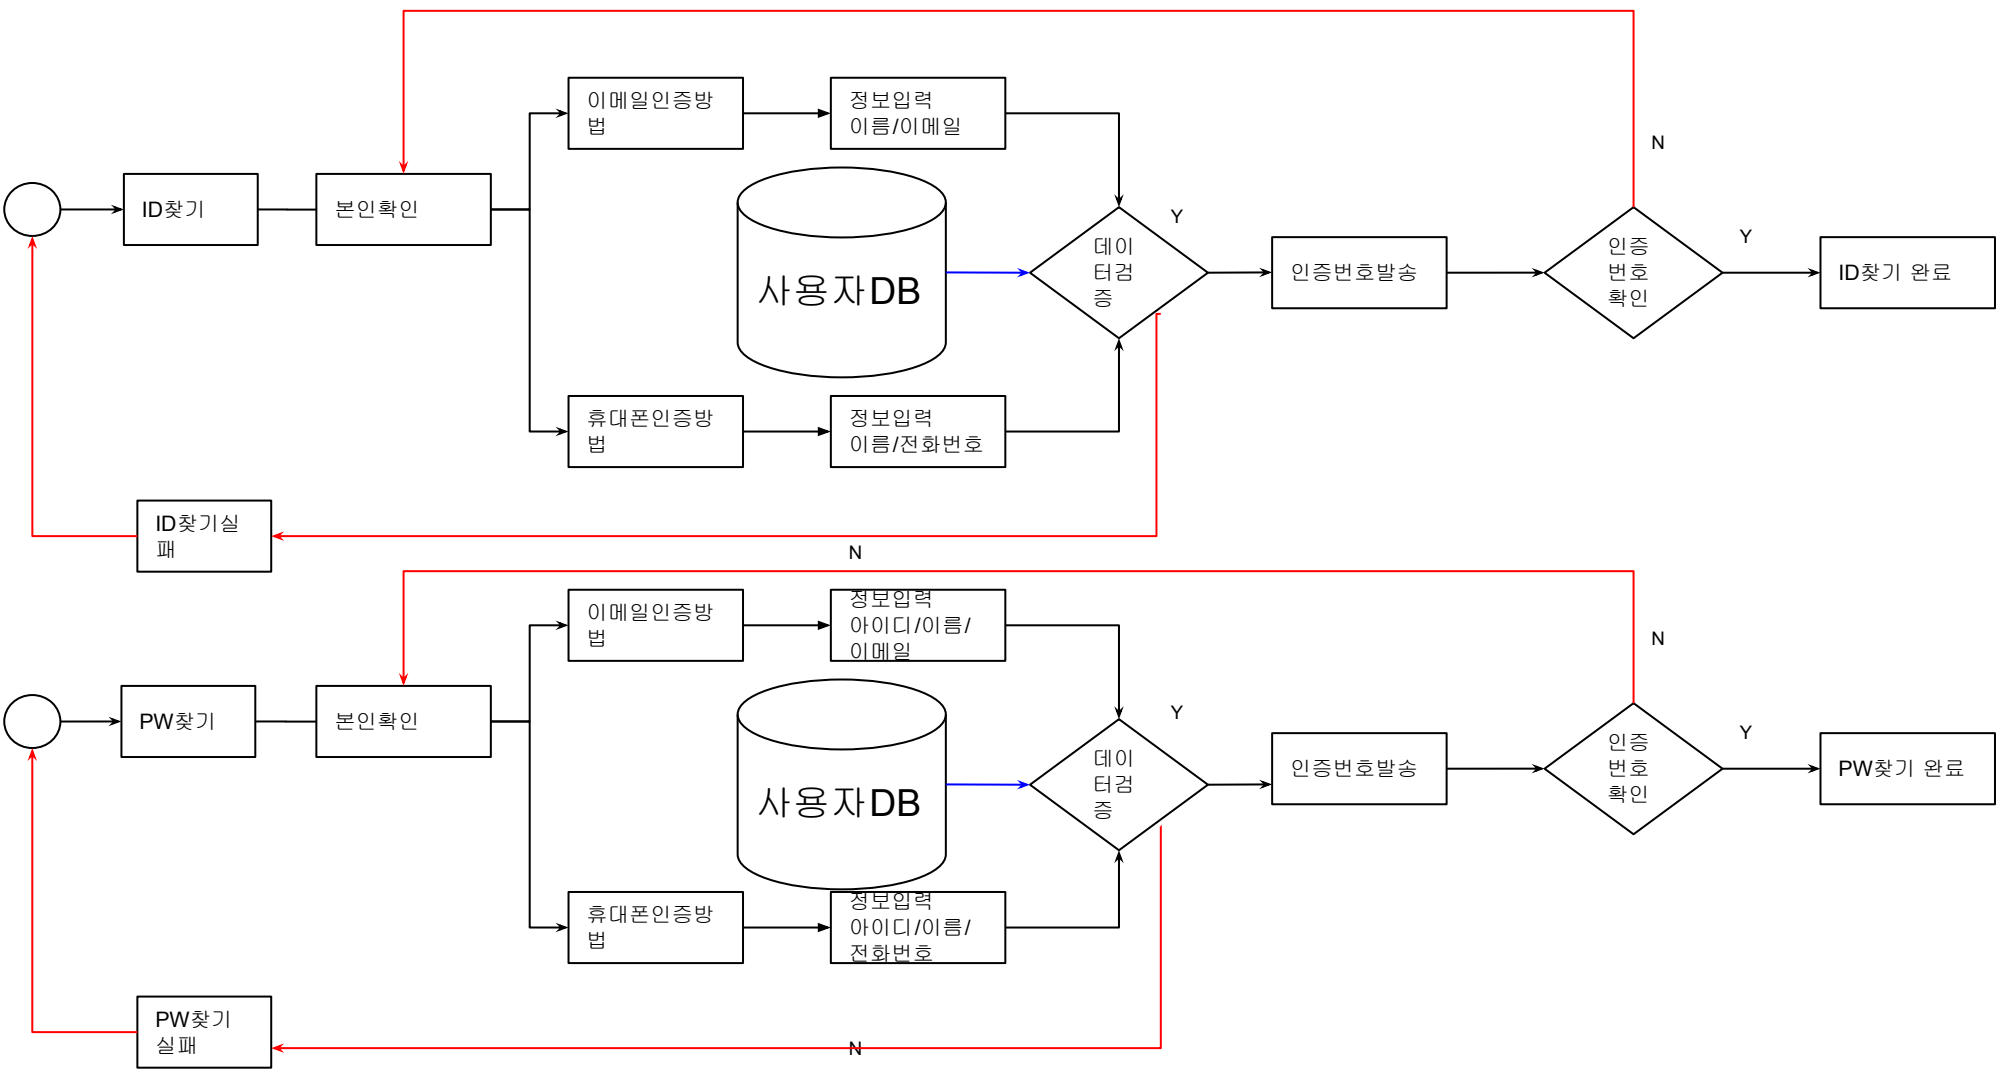 이메일인증방
법
정보입력
이름/이메일
N
ID찾기
본인확인
Y
데이
터검
증
인증
번호
확인
Y
사용자DB
인증번호발송
ID찾기 완료
휴대폰인증방
법
정보입력
이름/전화번호
ID찾기실
패
N
이메일인증방
법
정보입력
아이디/이름/
이메일
N
PW찾기
본인확인
Y
데이
터검
증
인증
번호
확인
Y
사용자DB
인증번호발송
PW찾기 완료
휴대폰인증방
법
정보입력
아이디/이름/
전화번호
PW찾기
실패
N